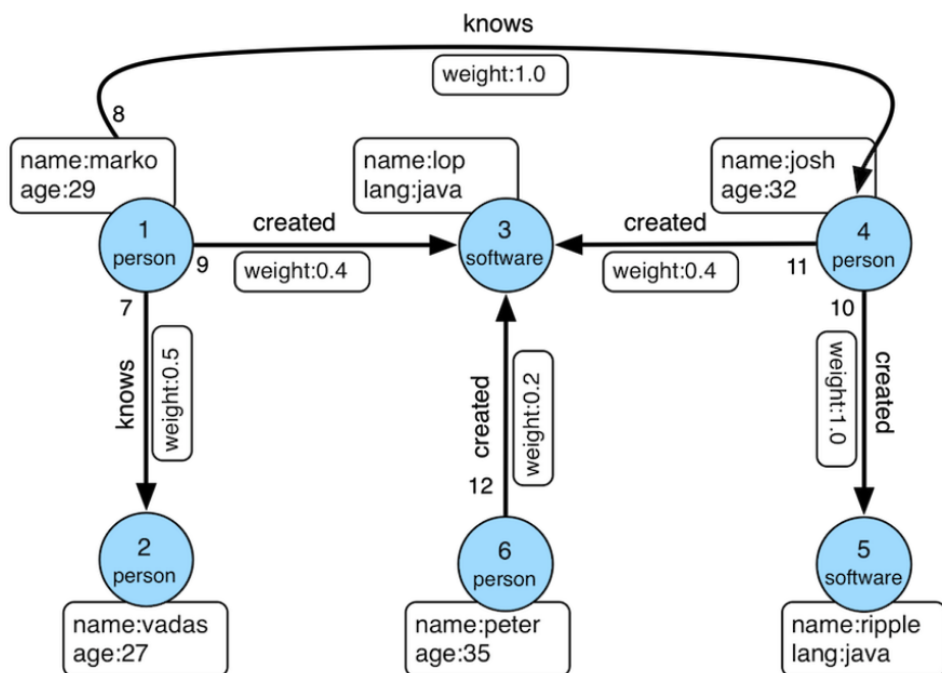 knows
weight:1.0
8
name:marko
age:29
name:lop
lang:java
name:josh
age:32
1
person
created
9
weight:0.4
3
software
created
weight:0.4
11
4
person
7
knows
weight:0.5
created
weight:0.2
12
10
weight:1.0
created
2
person
name:vadas
age:27
6
person
name:peter
age:35
5
software
name:ripple
lang:java